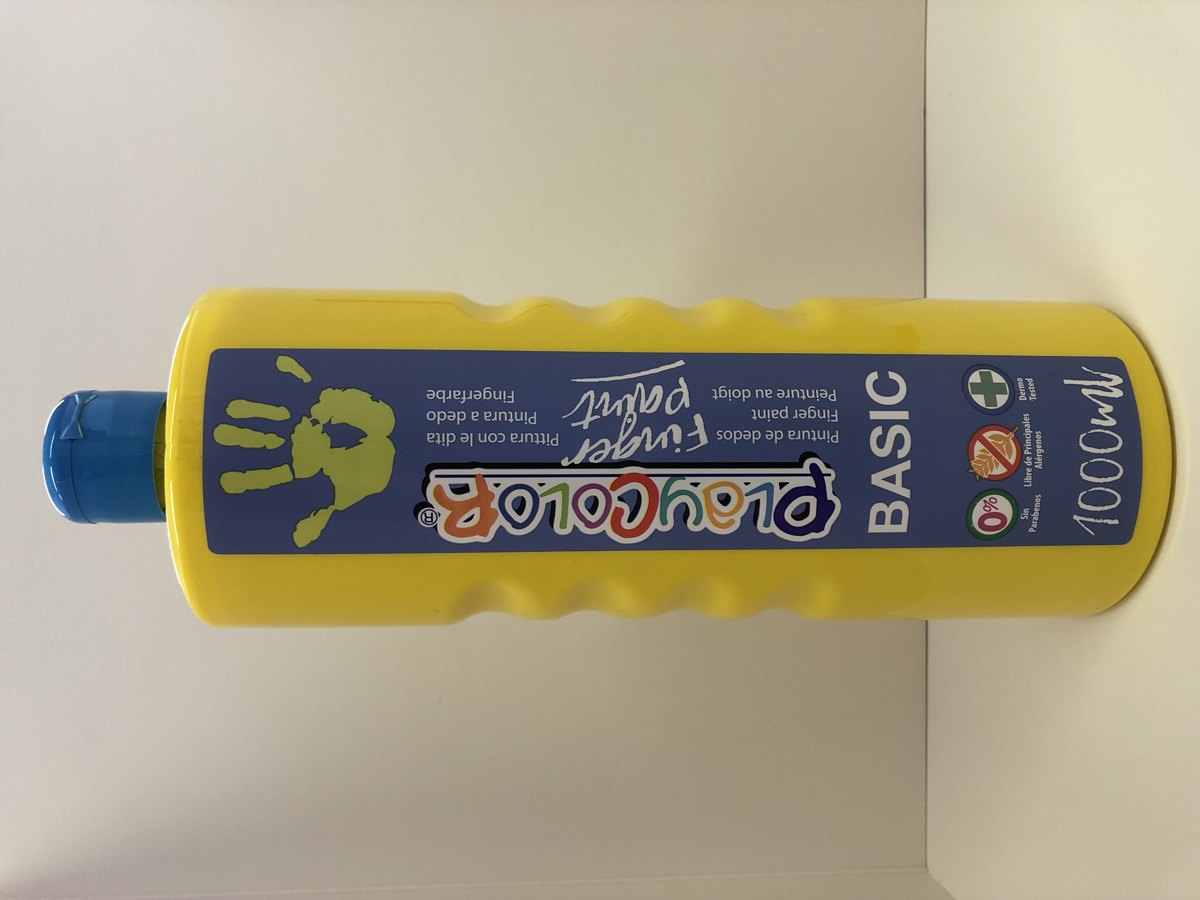 PLAYCOLOR®
Finger
paint
Pintura de dedos
Finger paint
Peinture au doigt
Pittura con le dita
Pintura a dedo
Fingerfarbe
BASIC
0%
Sin
Parabenos
Libre de Principales
Alérgenos
Dermo
Tested
1000ml